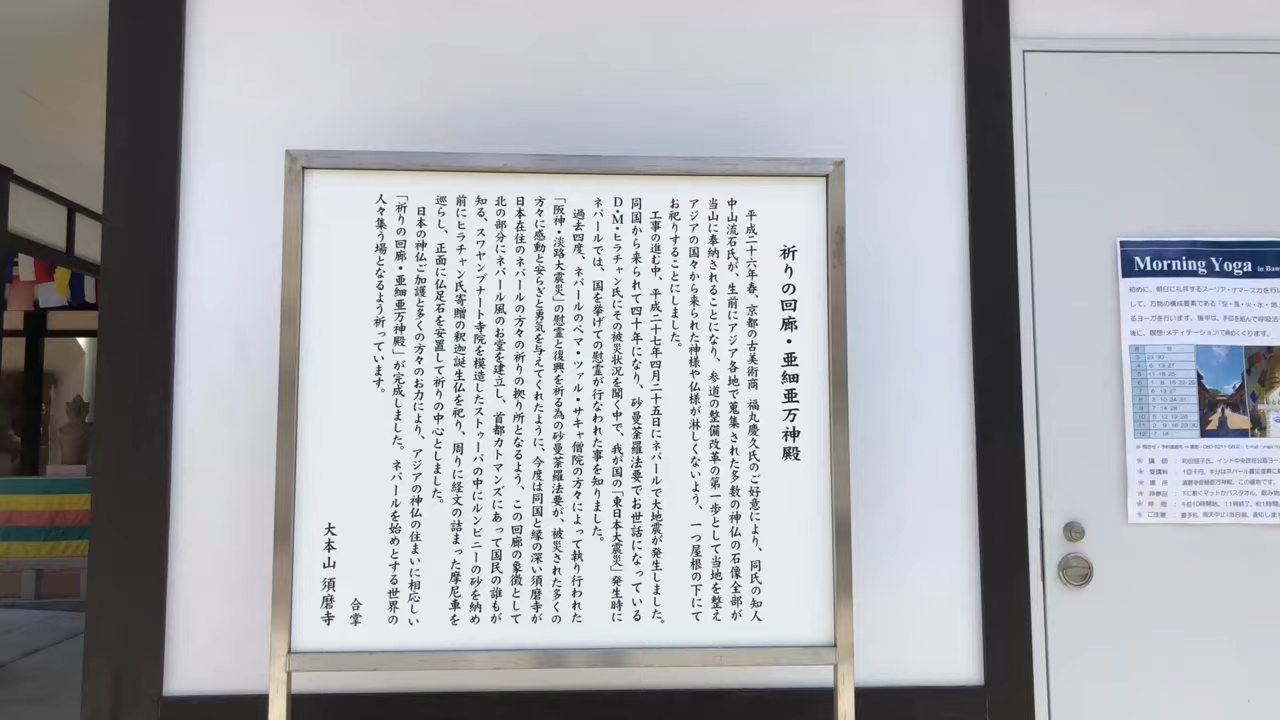 祈りの回廊・亜細亜万神殿
平成二十六年春、京都の古美術商　福丸慶久氏のご好意により、同氏の知人
中山流石氏が、生前にアジア各地で蒐集された多数の神仏の石像全部が
当山に奉納されることになり、参道の整備改革の第一歩として当地を整え
アジアの国々から来られた神様や仏様が淋しくないよう、一つ屋根の下にて
お祀りすることにしました。
工事の進む中、平成二十七年四月二十五日にネパールで大地震が発生しました。
同国から来られて四十年になり、砂曼荼羅法要でお世話になっている
D・M・ヒラチャン氏にその被災状況を聞く中で、我が国の「東日本大震災」発生時に
ネパールでは、国を挙げての慰霊が行なわれた事を知りました。
過去四度、ネパールのペマ・ツァル・サキャ僧院の方々によって執り行われた
「阪神・淡路大震災」の慰霊と復興を祈る為の砂曼荼羅法要が、被災された多くの
方々に感動と安らぎと勇気を与えてくれたように、今度は同国と縁の深い須磨寺が
日本在住のネパールの方々の祈りの拠り所となるよう、この回廊の象徴として
北の部分にネパール風のお堂を建立し、首都カトマンズにあって国民の誰もが
知る、スワヤンブナート寺院を模造したストゥーパや、中にルンビニーの砂を納め
前にヒラチャン氏寄贈の釈迦誕生仏を祀り、周りに経文の詰まった摩尼車を
巡らし、正面に仏足石を安置して祈りの中心としました。
日本の神仏ご加護と多くの方々のお力により、アジアの神仏の住まいに相応しい
「祈りの回廊・亜細亜万神殿」が完成しました。ネパールを始めとする世界の
人々集う場となるよう祈っています。
合掌
大本山 須磨寺
Morning Yoga